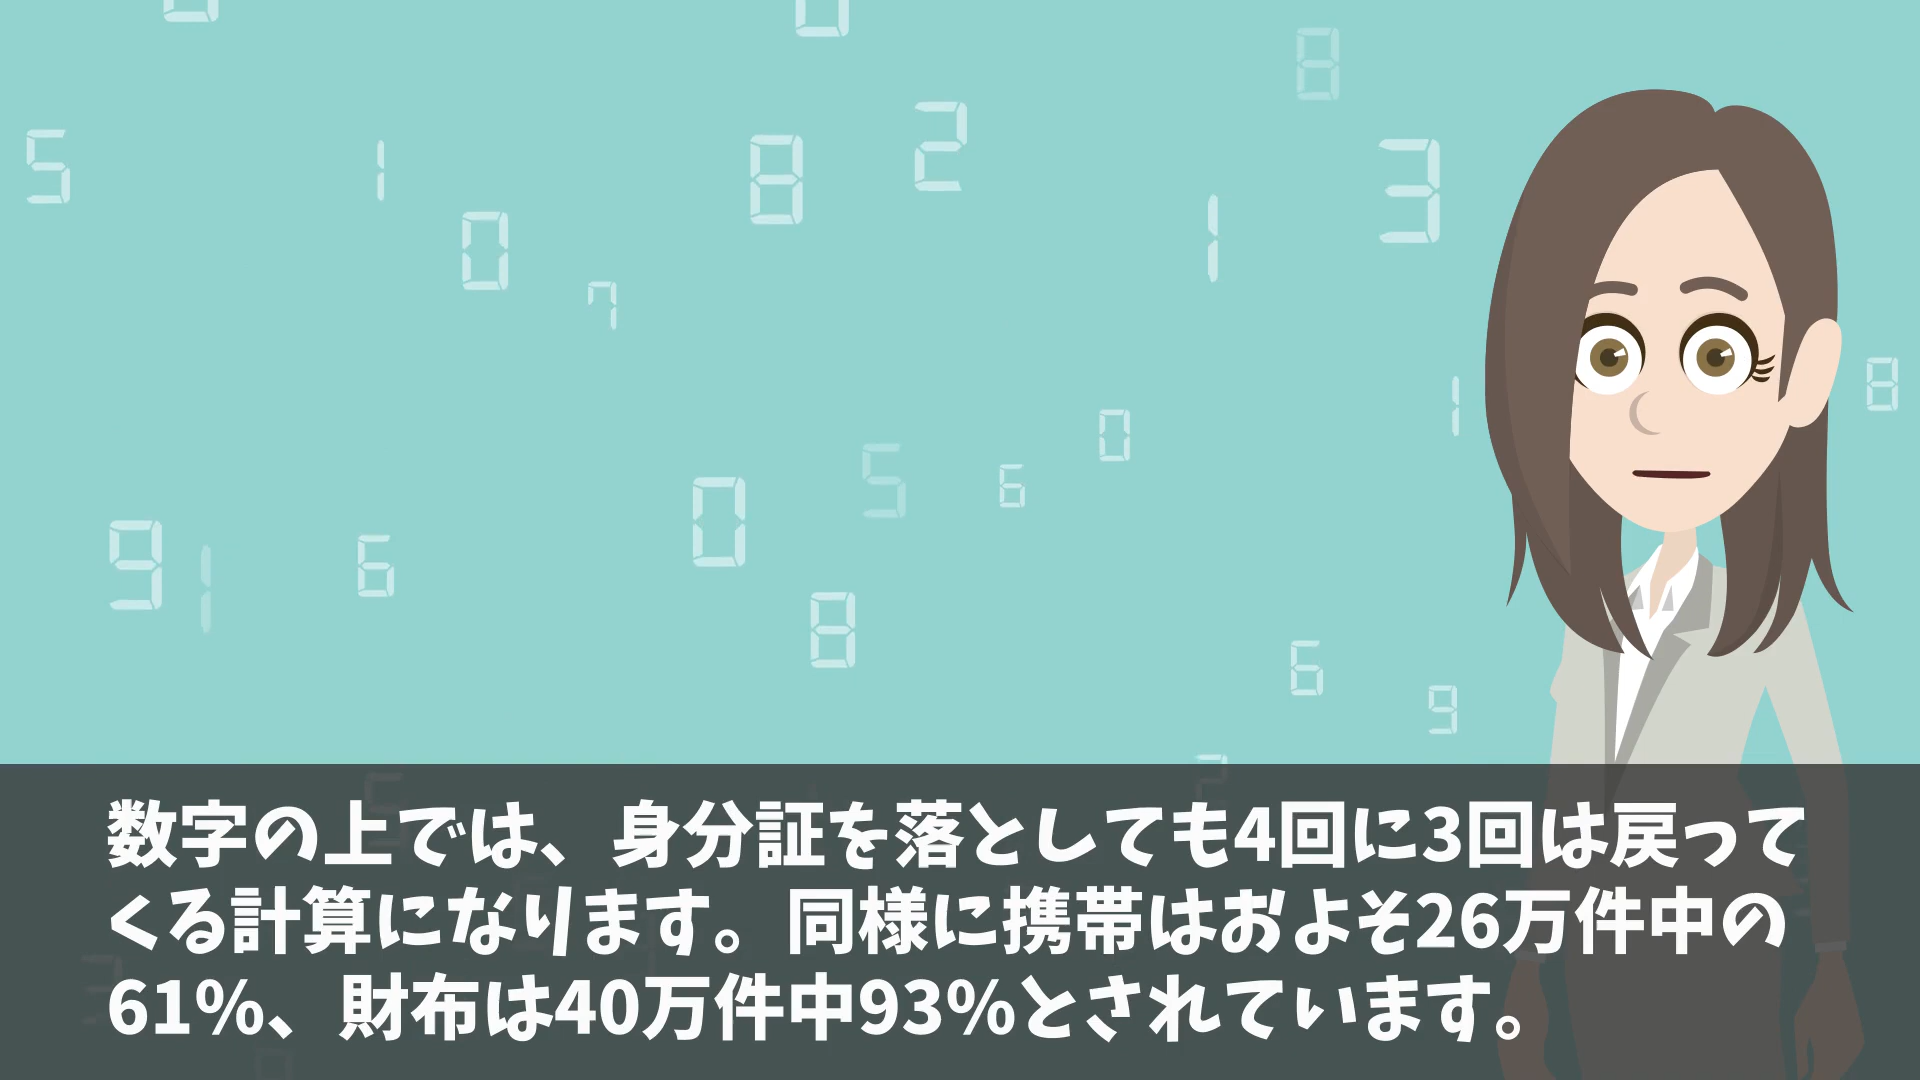 数字の上では、身分証を落としても4回に3回は戻って
くる計算になります。同様に携帯はおよそ26万件中の
61%、財布は40万件中93%とされています。